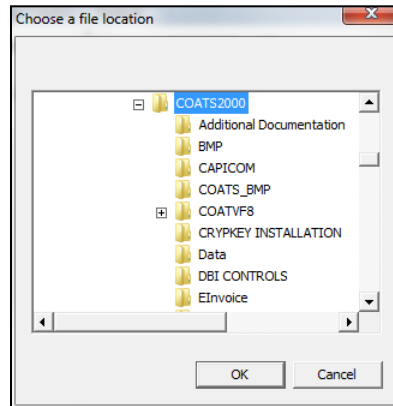 Choose a file location
COATS2000
Additional Documentation
BMP
CAPICOM
COATS_BMP
COATVF8
CRYPKEY INSTALLATION
Data
DBI CONTROLS
EInvoice
OK
Cancel